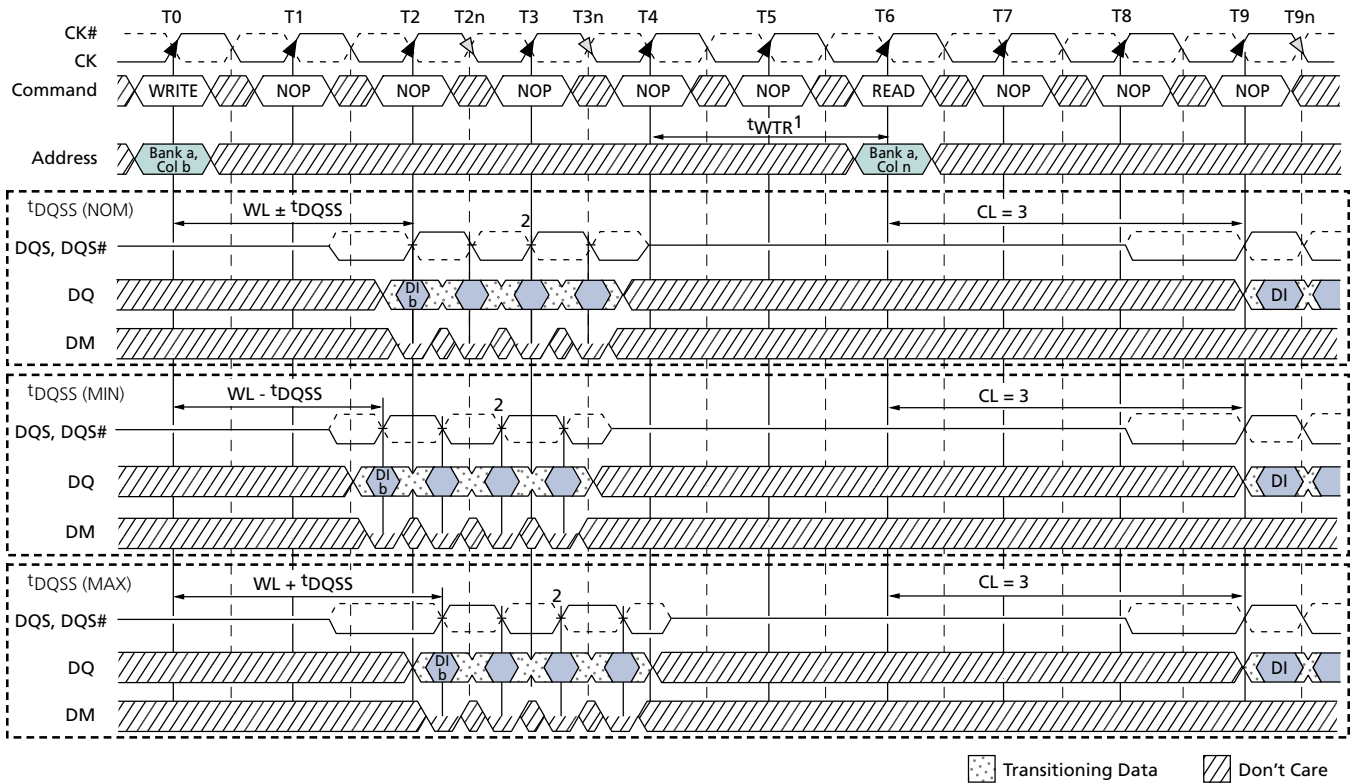 T0 T1 T2 T2n T3 T3n T4 T5 T6 T7 T8 T9 T9n
CK#
CK
Command WRITE NOP NOP NOP NOP NOP READ NOP NOP NOP
tWTR1
Address Bank a, Col b Bank a, Col n
tDQSS (NOM) WL ± tDQSS CL = 3
2
DQS, DQS#
DQ DI b DI
DM
tDQSS (MIN) WL - tDQSS CL = 3
2
DQS, DQS#
DQ DI b DI
DM
tDQSS (MAX) WL + tDQSS CL = 3
2
DQS, DQS#
DQ DI b DI
DM
Transitioning Data Don't Care